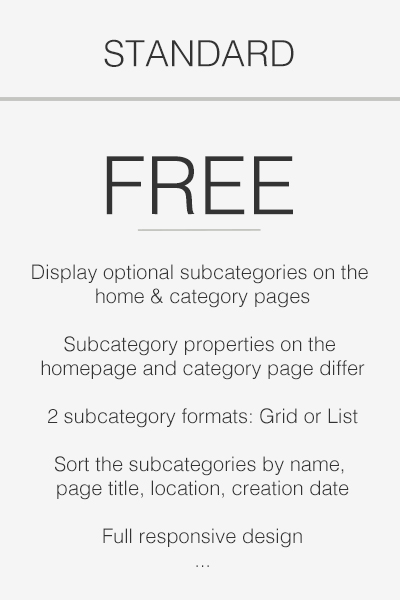 STANDARD
FREE
Display optional subcategories on the
home & category pages
Subcategory properties on the
homepage and category page differ
2 subcategory formats: Grid or List
Sort the subcategories by name,
page title, location, creation date
Full responsive design
...